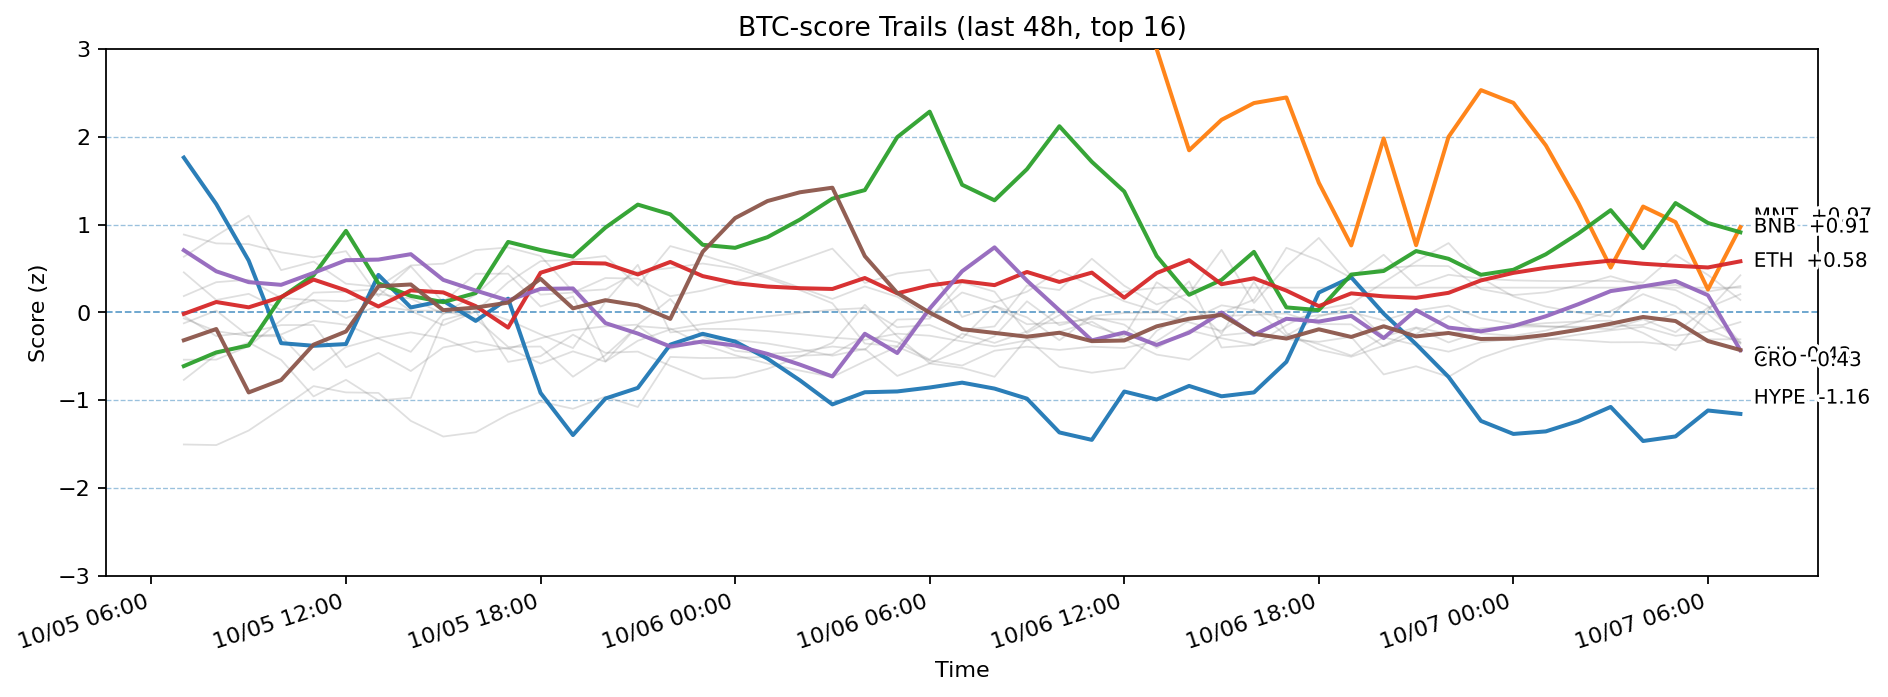 BTC-score Trails (last 48h, top 16)
3
2
1
0
−1
−2
−3
Score (z)
MNT +0.97
BNB +0.91
ETH +0.58
CRO -0.43
HYPE -1.16
10/05 06:00
10/05 12:00
10/05 18:00
10/06 00:00
10/06 06:00
10/06 12:00
10/06 18:00
10/07 00:00
10/07 06:00
Time